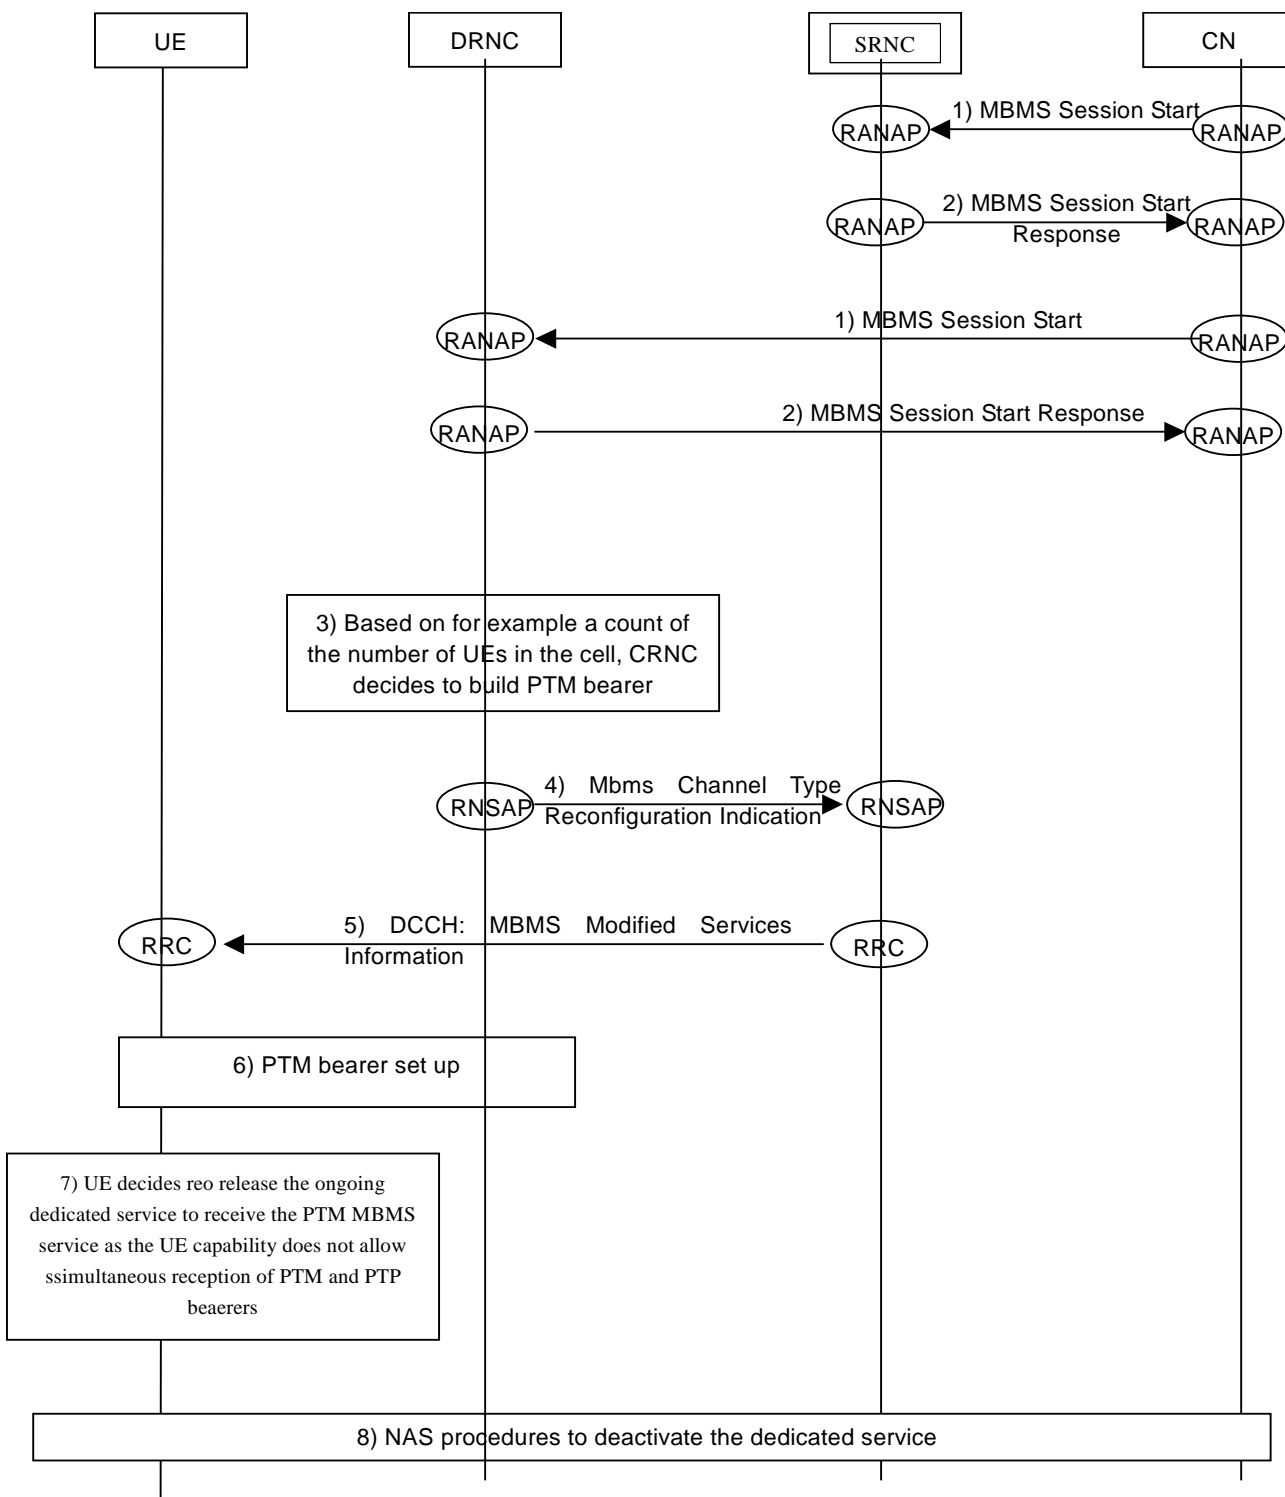 UE
DRNC
SRNC
CN
1) MBMS Session Start
RANAP
RANAP
2) MBMS Session Start
Response
RANAP
RANAP
1) MBMS Session Start
RANAP
RANAP
2) MBMS Session Start Response
RANAP
RANAP
3) Based on for example a count of
the number of UEs in the cell, CRNC
decides to build PTM bearer
4) Mbms Channel Type
Reconfiguration Indication
RNSAP
RNSAP
5) DCCH: MBMS Modified Services
Information
RRC
RRC
6) PTM bearer set up
7) UE decides reo release the ongoing
dedicated service to receive the PTM MBMS
service as the UE capability does not allow
ssimultaneous reception of PTM and PTP
beaerers
8) NAS procedures to deactivate the dedicated service